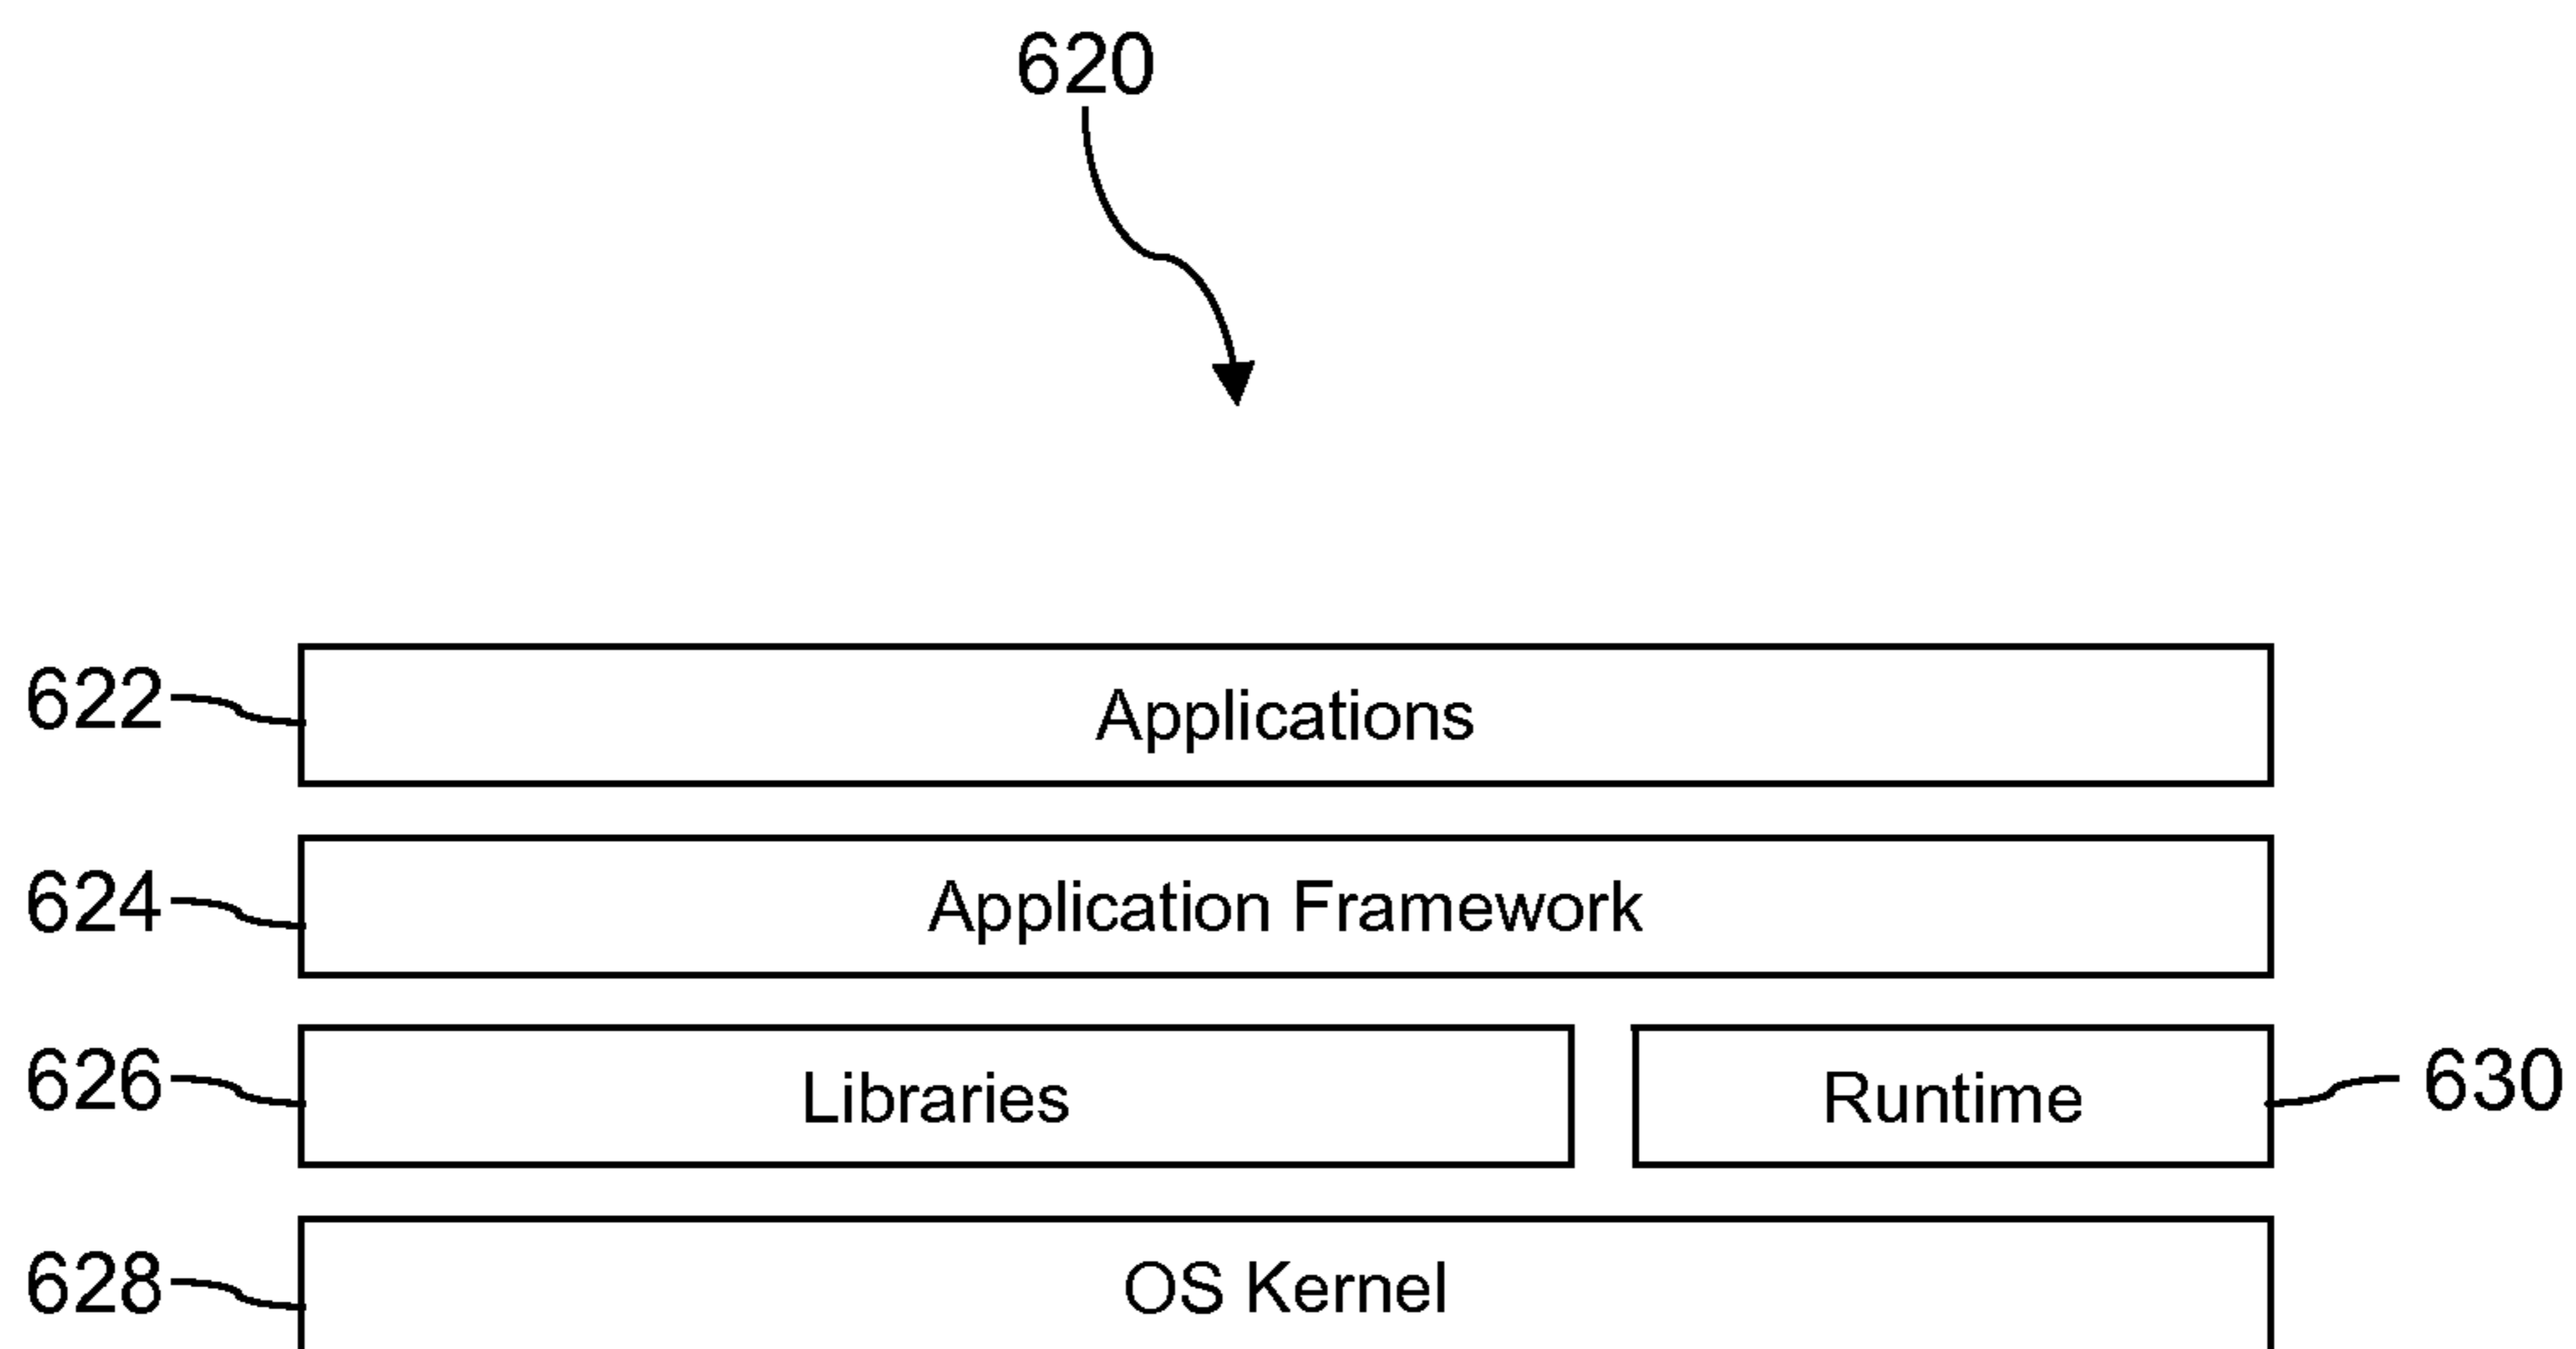 620
622 Applications
624 Application Framework
626 Libraries Runtime 630
628 OS Kernel